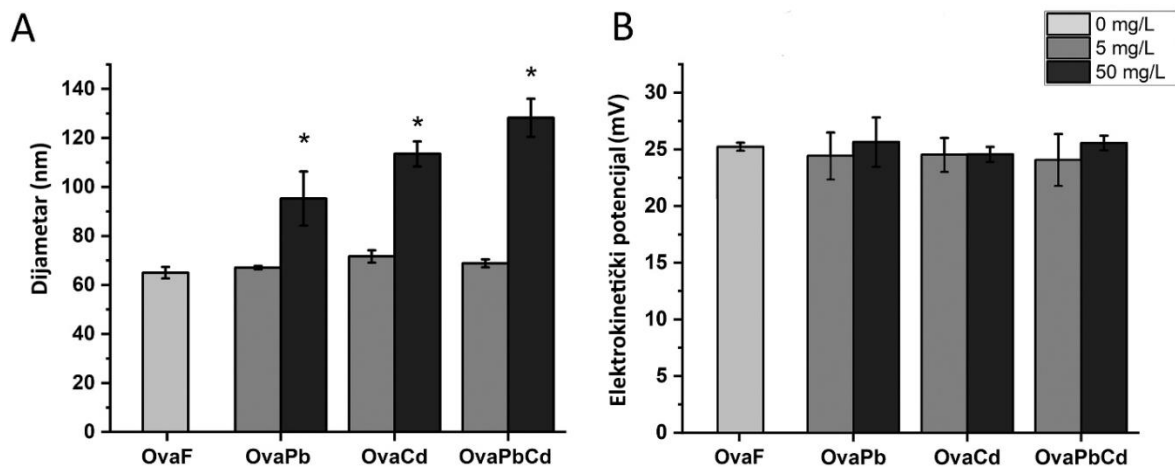 A
Dijametar (nm)
140
120
100
80
60
40
20
0
*
*
*
OvaF
OvaPb
OvaCd
OvaPbCd
B
0 mg/L
5 mg/L
50 mg/L
Elektrokinetički potencijal (mV)
30
25
20
15
10
5
0
OvaF
OvaPb
OvaCd
OvaPbCd